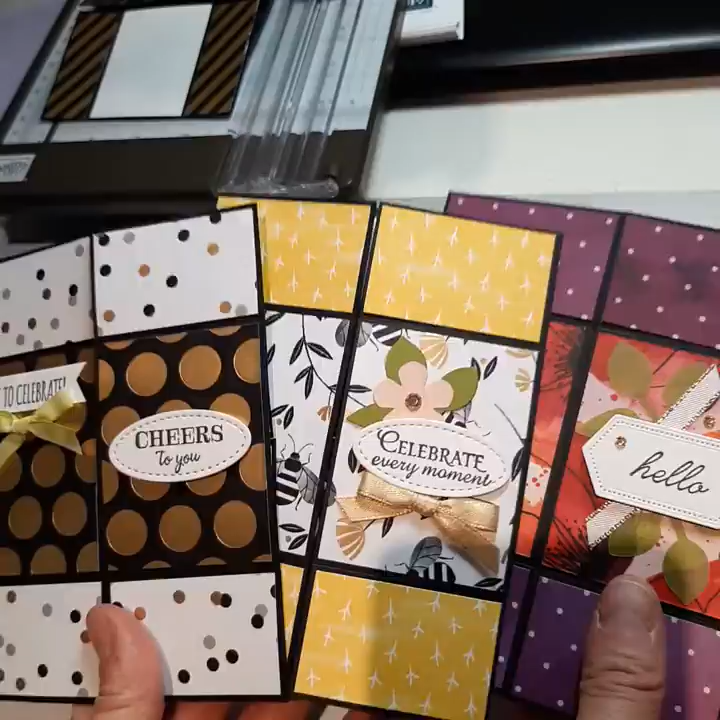 TO CELEBRATE!
CHEERS
to you
CELEBRATE
every moment
hello